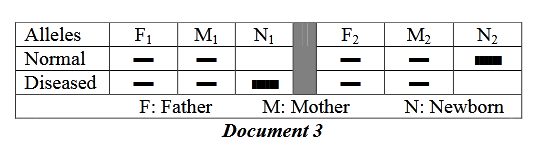 Alleles F₁ M₁ N₁ F₂ M₂ N₂
Normal
Diseased
F: Father M: Mother N: Newborn
Document 3